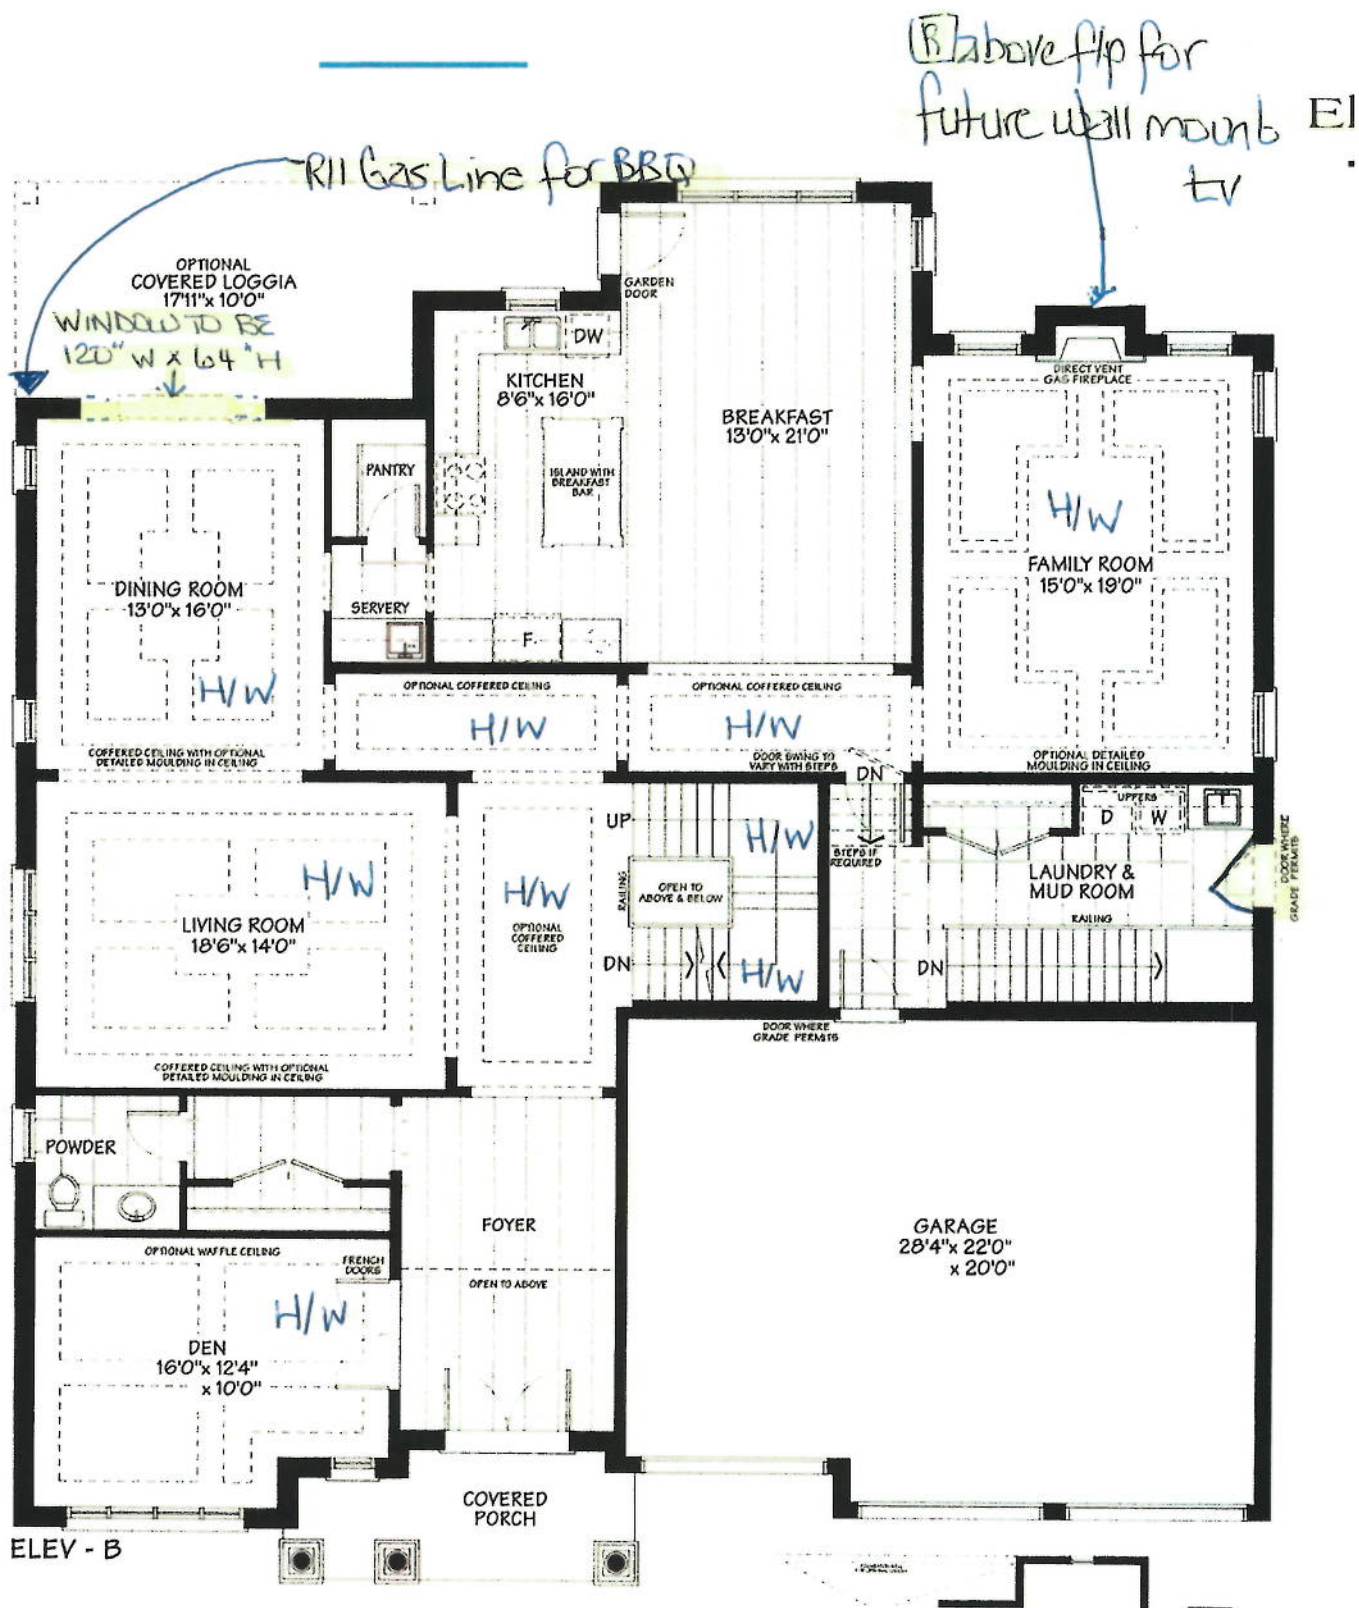 R above f/p for
future wall mount
tv
El
R/I Gas Line for BBQ
OPTIONAL
COVERED LOGGIA
17'11"x 10'0"
WINDOW TO BE
120" W x 64" H
GARDEN
DOOR
DW
KITCHEN
8'6"x 16'0"
BREAKFAST
13'0"x 21'0"
DIRECT VENT
GAS FIREPLACE
PANTRY
ISLAND WITH
BREAKFAST
BAR
H/W
FAMILY ROOM
15'0"x 19'0"
DINING ROOM
13'0"x 16'0"
SERVERY
F.
H/W
OPTIONAL COFFERED CEILING
H/W
OPTIONAL COFFERED CEILING
H/W
COFFERED CEILING WITH OPTIONAL
DETAILED MOULDING IN CEILING
DOOR SWING TO
VARY WITH STEPS
OPTIONAL DETAILED
MOULDING IN CEILING
DN
UP
UPPERS
D
W
H/W
STEPS IF
REQUIRED
LAUNDRY &
MUD ROOM
RAILING
DOOR WHERE
GRADE PERMITS
H/W
LIVING ROOM
18'6"x 14'0"
H/W
OPTIONAL
COFFERED
CEILING
RAILING
OPEN TO
ABOVE & BELOW
DN
H/W
DN
COFFERED CEILING WITH OPTIONAL
DETAILED MOULDING IN CEILING
DOOR WHERE
GRADE PERMITS
POWDER
FOYER
OPEN TO ABOVE
OPTIONAL WAFFLE CEILING
FRENCH
DOORS
H/W
DEN
16'0"x 12'4"
x 10'0"
GARAGE
28'4"x 22'0"
x 20'0"
COVERED
PORCH
ELEV - B